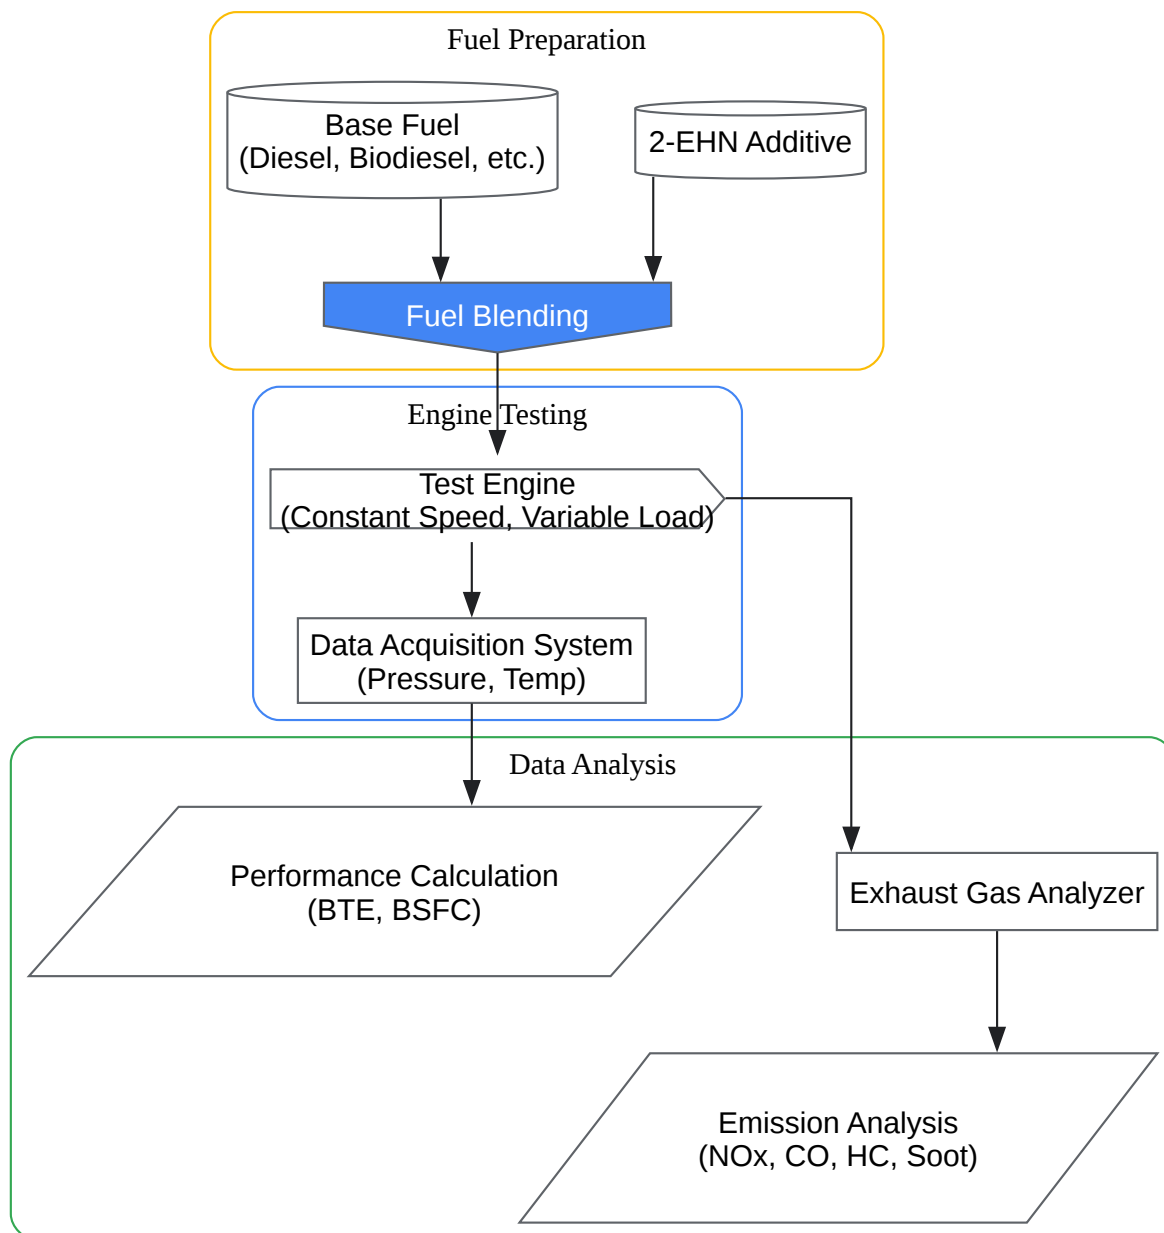 Fuel Preparation
Base Fuel
(Diesel, Biodiesel, etc.)
2-EHN Additive
Fuel Blending
Engine Testing
Test Engine
(Constant Speed, Variable Load)
Data Acquisition System
(Pressure, Temp)
Data Analysis
Performance Calculation
(BTE, BSFC)
Exhaust Gas Analyzer
Emission Analysis
(NOx, CO, HC, Soot)